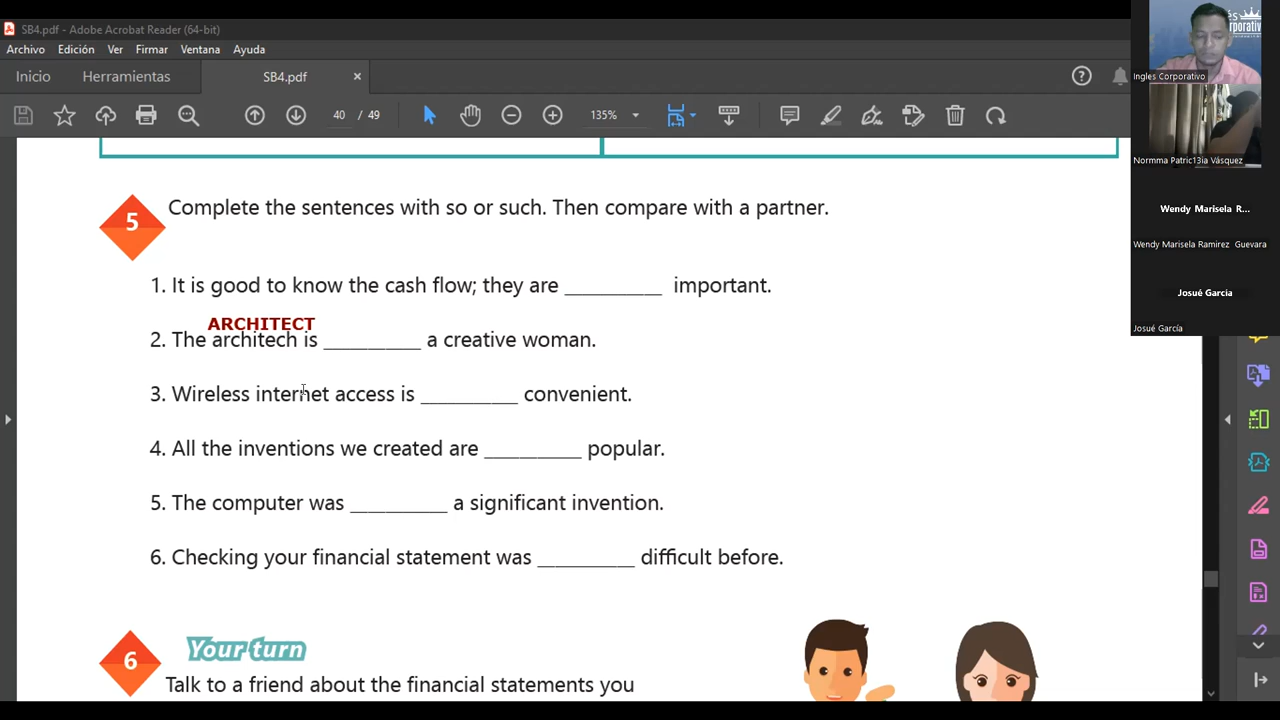 SB4.pdf - Adobe Acrobat Reader (64-bit)
Archivo Edición Ver Firmar Ventana Ayuda
Inicio Herramientas SB4.pdf ×
40 / 49 135%
5 Complete the sentences with so or such. Then compare with a partner.
1. It is good to know the cash flow; they are __________ important.
ARCHITECT
2. The architech is __________ a creative woman.
3. Wireless internet access is __________ convenient.
4. All the inventions we created are __________ popular.
5. The computer was __________ a significant invention.
6. Checking your financial statement was __________ difficult before.
6 Your turn
Talk to a friend about the financial statements you
Ingles Corporativo
Normma Patric13ia Vásquez
Wendy Marisela R...
Wendy Marisela Ramirez Guevara
Josué Garcia
Josué García